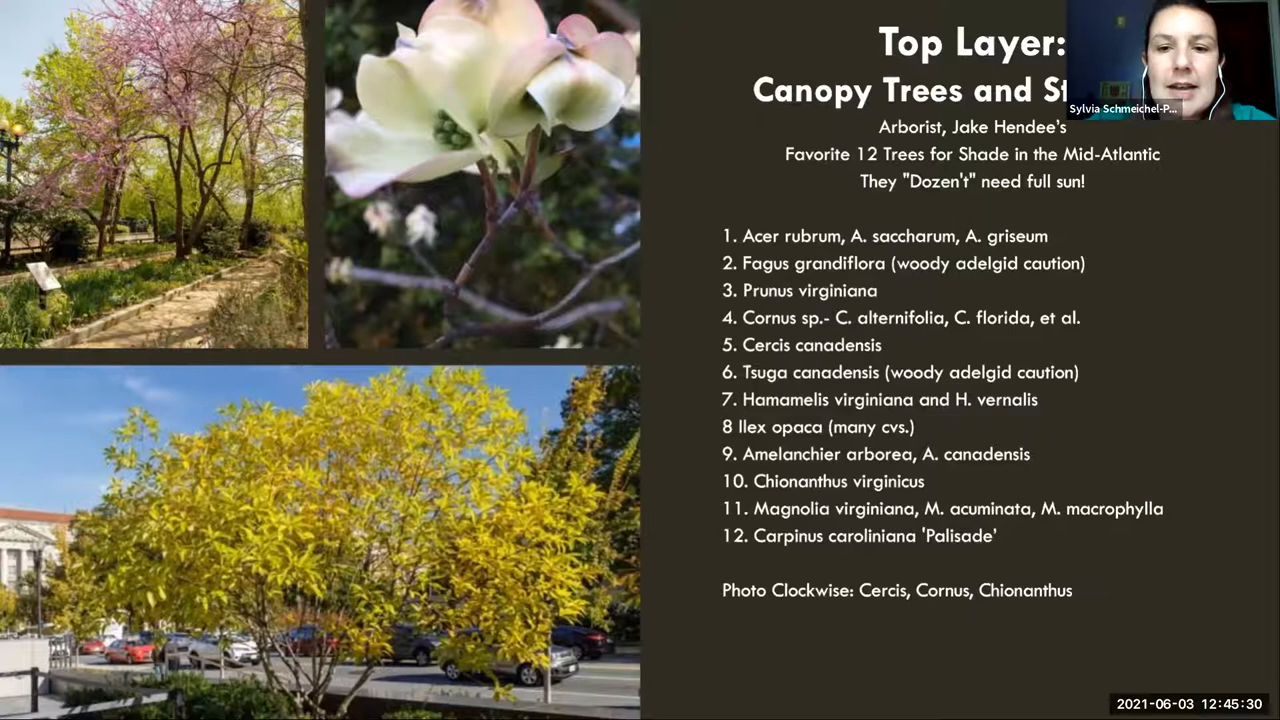 Top Layer:
Canopy Trees and St
Sylvia Schmeichel-P...
Arborist, Jake Hendee's
Favorite 12 Trees for Shade in the Mid-Atlantic
They "Dozen't" need full sun!
1. Acer rubrum, A. saccharum, A. griseum
2. Fagus grandiflora (woody adelgid caution)
3. Prunus virginiana
4. Cornus sp.- C. alternifolia, C. florida, et al.
5. Cercis canadensis
6. Tsuga canadensis (woody adelgid caution)
7. Hamamelis virginiana and H. vernalis
8 Ilex opaca (many cvs.)
9. Amelanchier arborea, A. canadensis
10. Chionanthus virginicus
11. Magnolia virginiana, M. acuminata, M. macrophylla
12. Carpinus caroliniana 'Palisade'
Photo Clockwise: Cercis, Cornus, Chionanthus
2021-06-03 12:45:30